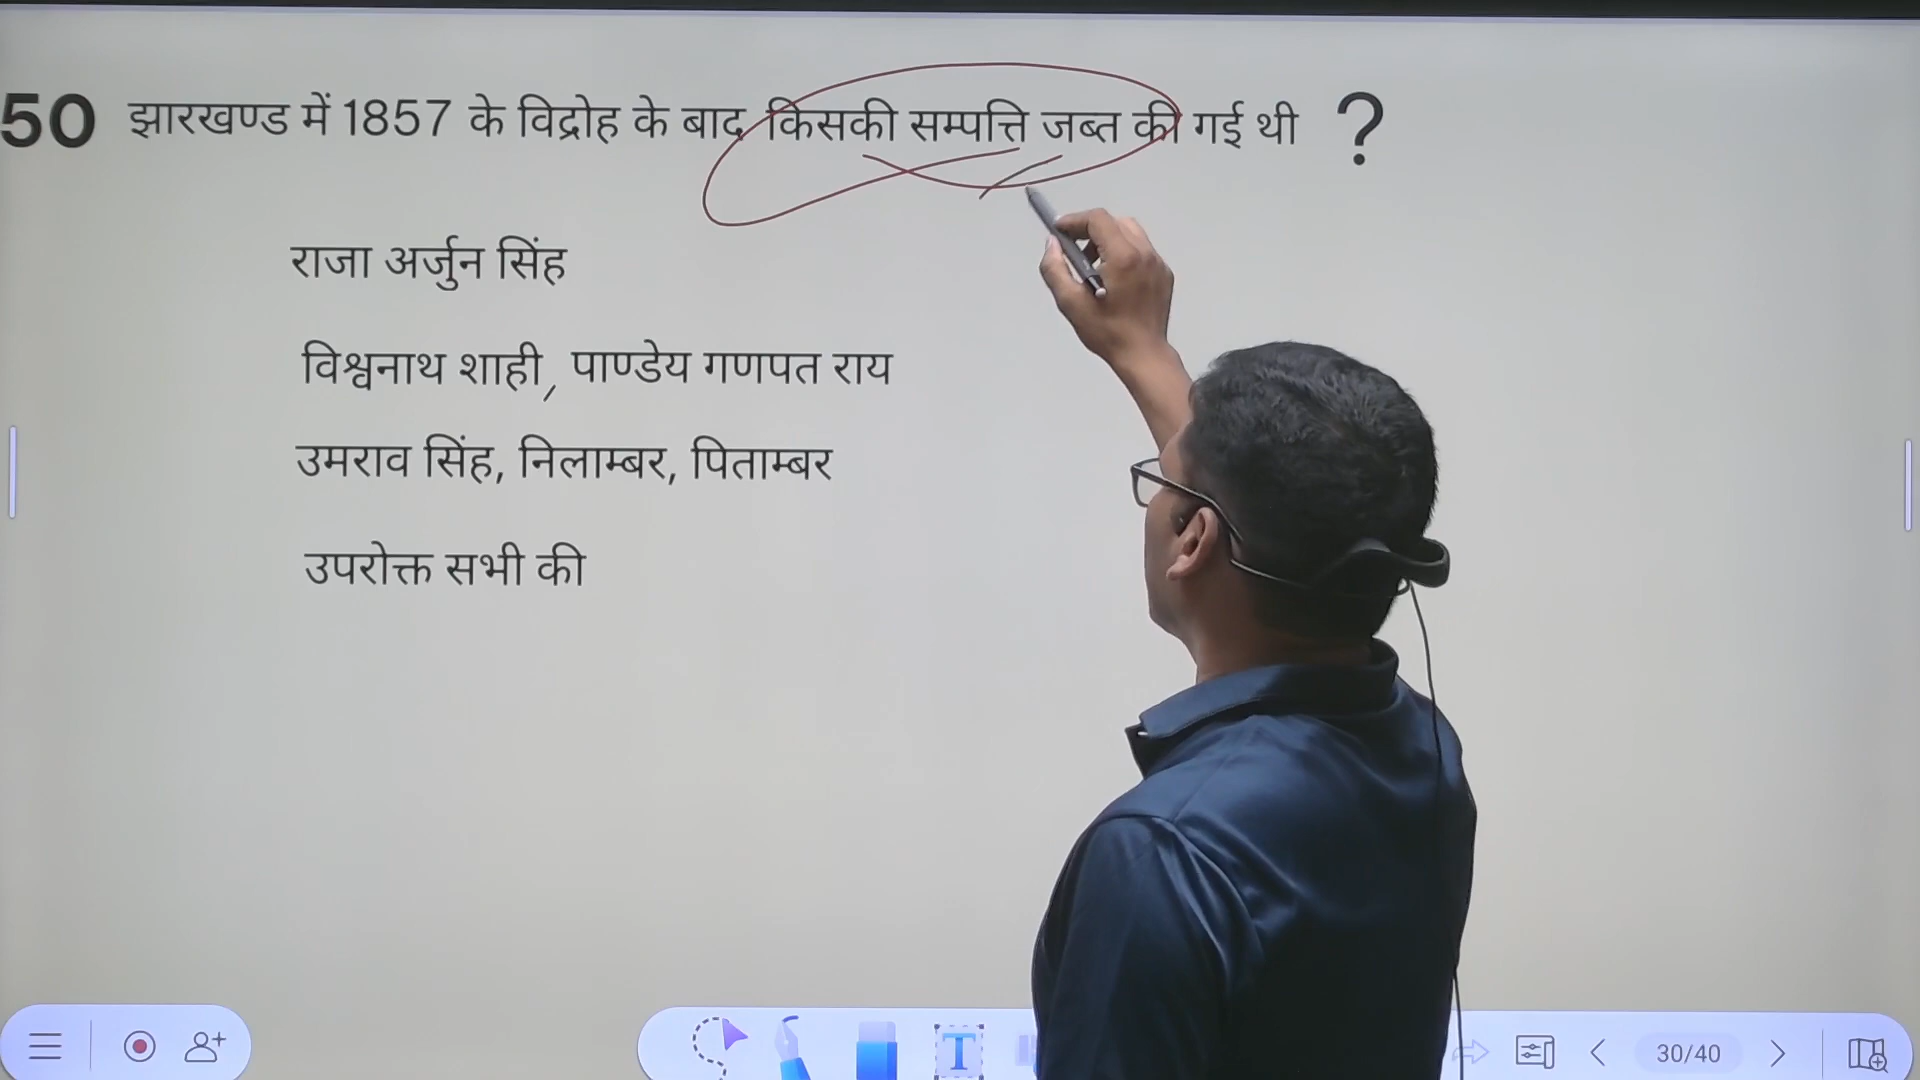 50 झारखण्ड में 1857 के विद्रोह के बाद किसकी सम्पत्ति जब्त की गई थी ?
राजा अर्जुन सिंह
विश्वनाथ शाही, पाण्डेय गणपत राय
उमराव सिंह, निलाम्बर, पिताम्बर
उपरोक्त सभी की
T
30/40